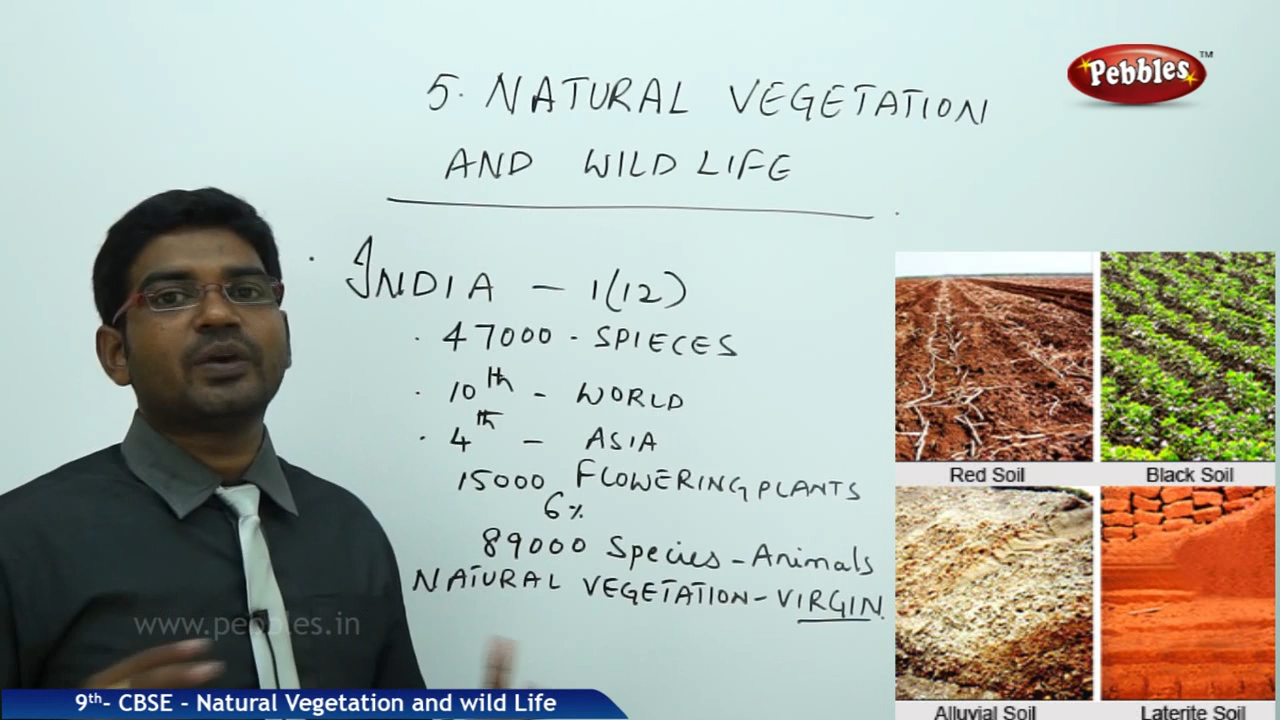 Pebbles™
5. NATURAL VEGETATION
AND WILD LIFE
INDIA - 1(12)
· 47000 - SPIECES
· 10th - WORLD
· 4th - ASIA
15000 FLOWERING PLANTS
6%
89000 Species - Animals
NATURAL VEGETATION - VIRGIN.
Red Soil
Black Soil
Alluvial Soil
Laterite Soil
www.pebbles.in
9th- CBSE - Natural Vegetation and wild Life